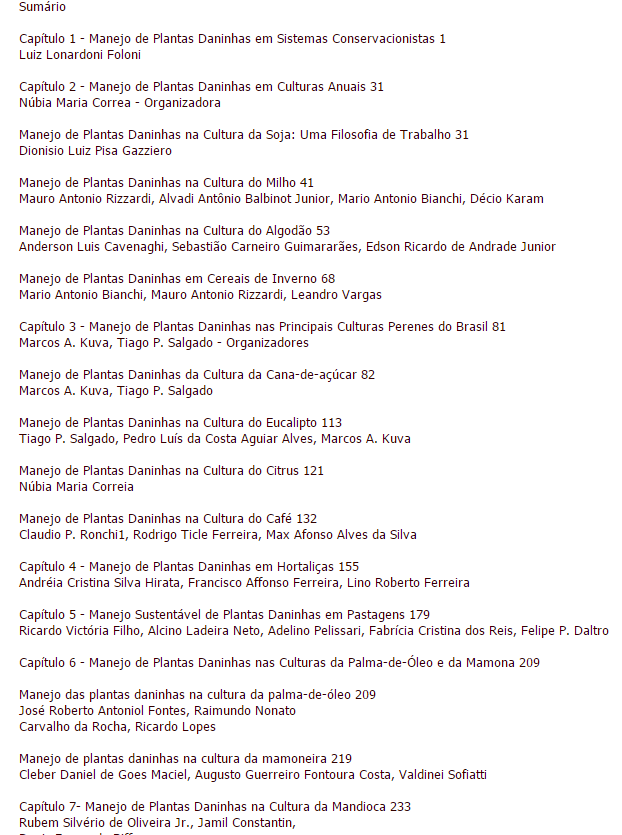 Sumário
Capítulo 1 - Manejo de Plantas Daninhas em Sistemas Conservacionistas 1
Luiz Lonardoni Foloni
Capítulo 2 - Manejo de Plantas Daninhas em Culturas Anuais 31
Núbia Maria Correa - Organizadora
Manejo de Plantas Daninhas na Cultura da Soja: Uma Filosofia de Trabalho 31
Dionisio Luiz Pisa Gazziero
Manejo de Plantas Daninhas na Cultura do Milho 41
Mauro Antonio Rizzardi, Alvadi Antônio Balbinot Junior, Mario Antonio Bianchi, Décio Karam
Manejo de Plantas Daninhas na Cultura do Algodão 53
Anderson Luis Cavenaghi, Sebastião Carneiro Guimararães, Edson Ricardo de Andrade Junior
Manejo de Plantas Daninhas em Cereais de Inverno 68
Mario Antonio Bianchi, Mauro Antonio Rizzardi, Leandro Vargas
Capítulo 3 - Manejo de Plantas Daninhas nas Principais Culturas Perenes do Brasil 81
Marcos A. Kuva, Tiago P. Salgado - Organizadores
Manejo de Plantas Daninhas da Cultura da Cana-de-açúcar 82
Marcos A. Kuva, Tiago P. Salgado
Manejo de Plantas Daninhas na Cultura do Eucalipto 113
Tiago P. Salgado, Pedro Luís da Costa Aguiar Alves, Marcos A. Kuva
Manejo de Plantas Daninhas na Cultura do Citrus 121
Núbia Maria Correia
Manejo de Plantas Daninhas na Cultura do Café 132
Claudio P. Ronchi1, Rodrigo Ticle Ferreira, Max Afonso Alves da Silva
Capítulo 4 - Manejo de Plantas Daninhas em Hortaliças 155
Andréia Cristina Silva Hirata, Francisco Affonso Ferreira, Lino Roberto Ferreira
Capítulo 5 - Manejo Sustentável de Plantas Daninhas em Pastagens 179
Ricardo Victória Filho, Alcino Ladeira Neto, Adelino Pelissari, Fabrícia Cristina dos Reis, Felipe P. Daltro
Capítulo 6 - Manejo de Plantas Daninhas nas Culturas da Palma-de-Óleo e da Mamona 209
Manejo das plantas daninhas na cultura da palma-de-óleo 209
José Roberto Antoniol Fontes, Raimundo Nonato
Carvalho da Rocha, Ricardo Lopes
Manejo de plantas daninhas na cultura da mamoneira 219
Cleber Daniel de Goes Maciel, Augusto Guerreiro Fontoura Costa, Valdinei Sofiatti
Capítulo 7- Manejo de Plantas Daninhas na Cultura da Mandioca 233
Rubem Silvério de Oliveira Jr., Jamil Constantin,